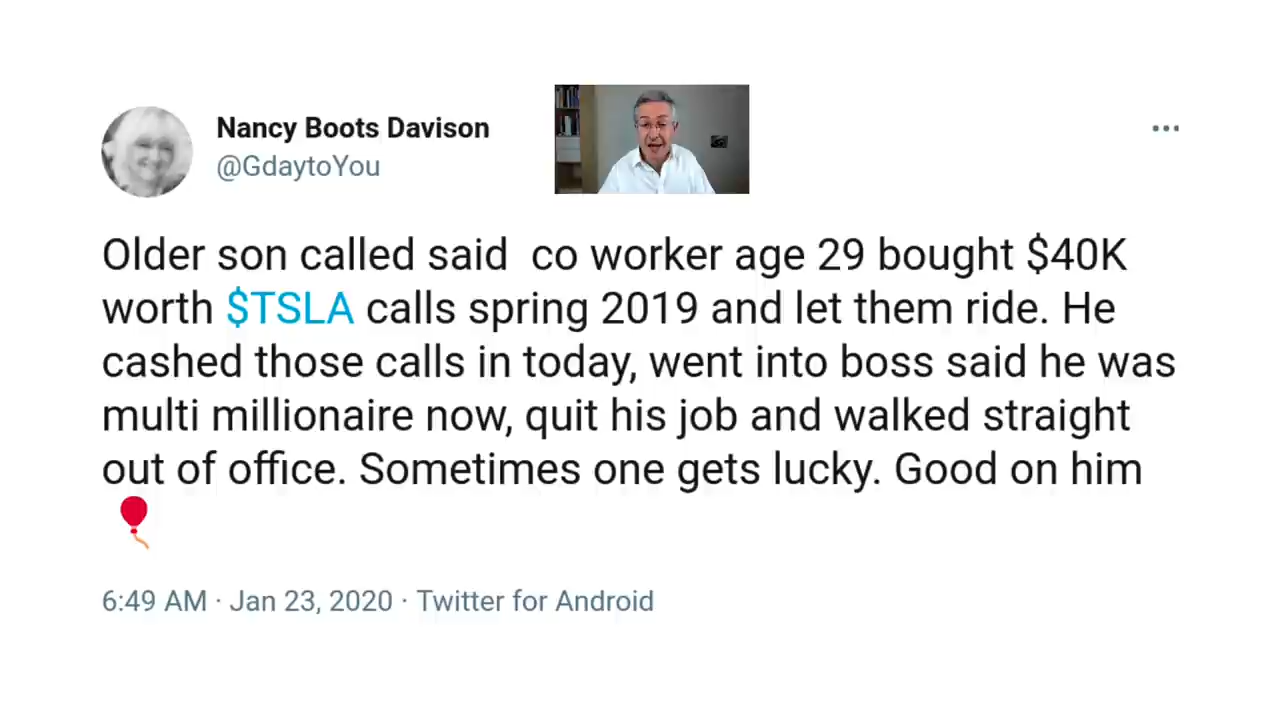 Nancy Boots Davison
@GdaytoYou
Older son called said  co worker age 29 bought $40K
worth $TSLA calls spring 2019 and let them ride. He
cashed those calls in today, went into boss said he was
multi millionaire now, quit his job and walked straight
out of office. Sometimes one gets lucky. Good on him
🎈
6:49 AM · Jan 23, 2020 · Twitter for Android